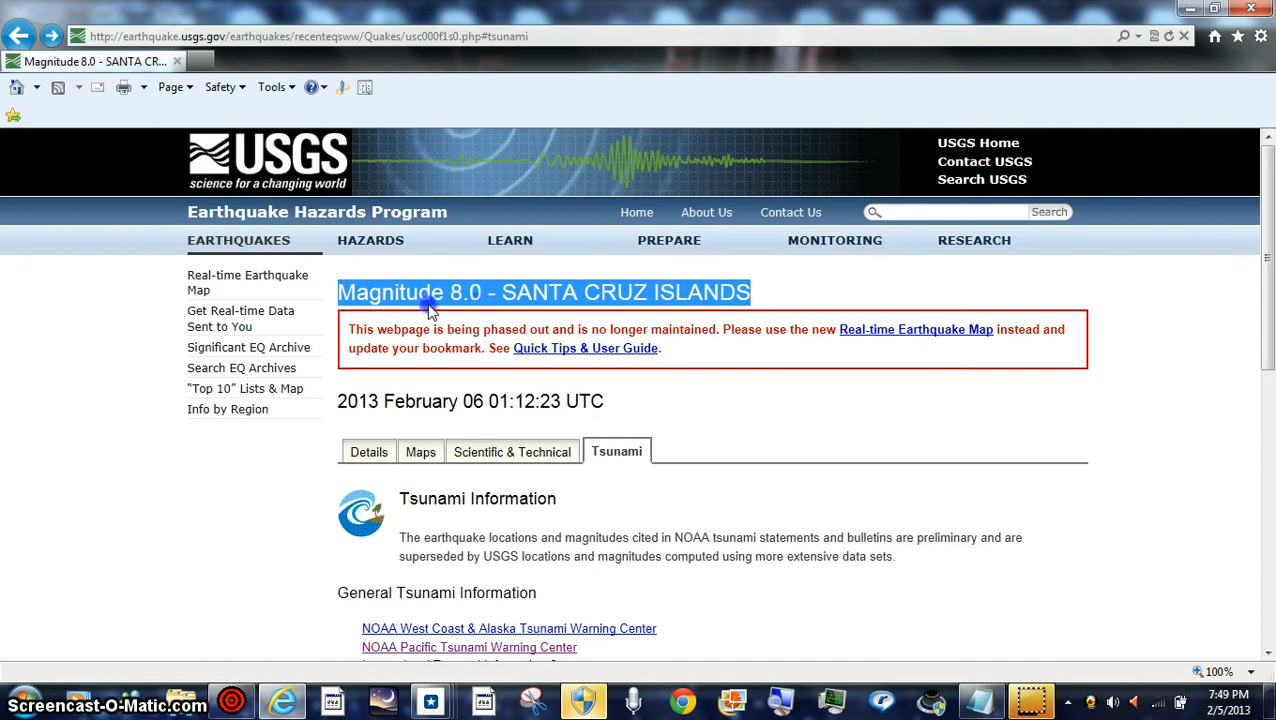 http://earthquake.usgs.gov/earthquakes/recenteqsww/Quakes/usc000f1s0.php#tsunami
Magnitude 8.0 - SANTA CR...
Page Safety Tools
USGS
science for a changing world
USGS Home
Contact USGS
Search USGS
Earthquake Hazards Program
Home About Us Contact Us Search
EARTHQUAKES HAZARDS LEARN PREPARE MONITORING RESEARCH
Real-time Earthquake
Map
Get Real-time Data
Sent to You
Significant EQ Archive
Search EQ Archives
“Top 10” Lists & Map
Info by Region
Magnitude 8.0 - SANTA CRUZ ISLANDS
This webpage is being phased out and is no longer maintained. Please use the new Real-time Earthquake Map instead and
update your bookmark. See Quick Tips & User Guide.
2013 February 06 01:12:23 UTC
Details Maps Scientific & Technical Tsunami
Tsunami Information
The earthquake locations and magnitudes cited in NOAA tsunami statements and bulletins are preliminary and are
superseded by USGS locations and magnitudes computed using more extensive data sets.
General Tsunami Information
NOAA West Coast & Alaska Tsunami Warning Center
NOAA Pacific Tsunami Warning Center
100%
Screencast-O-Matic.com
7:49 PM
2/5/2013